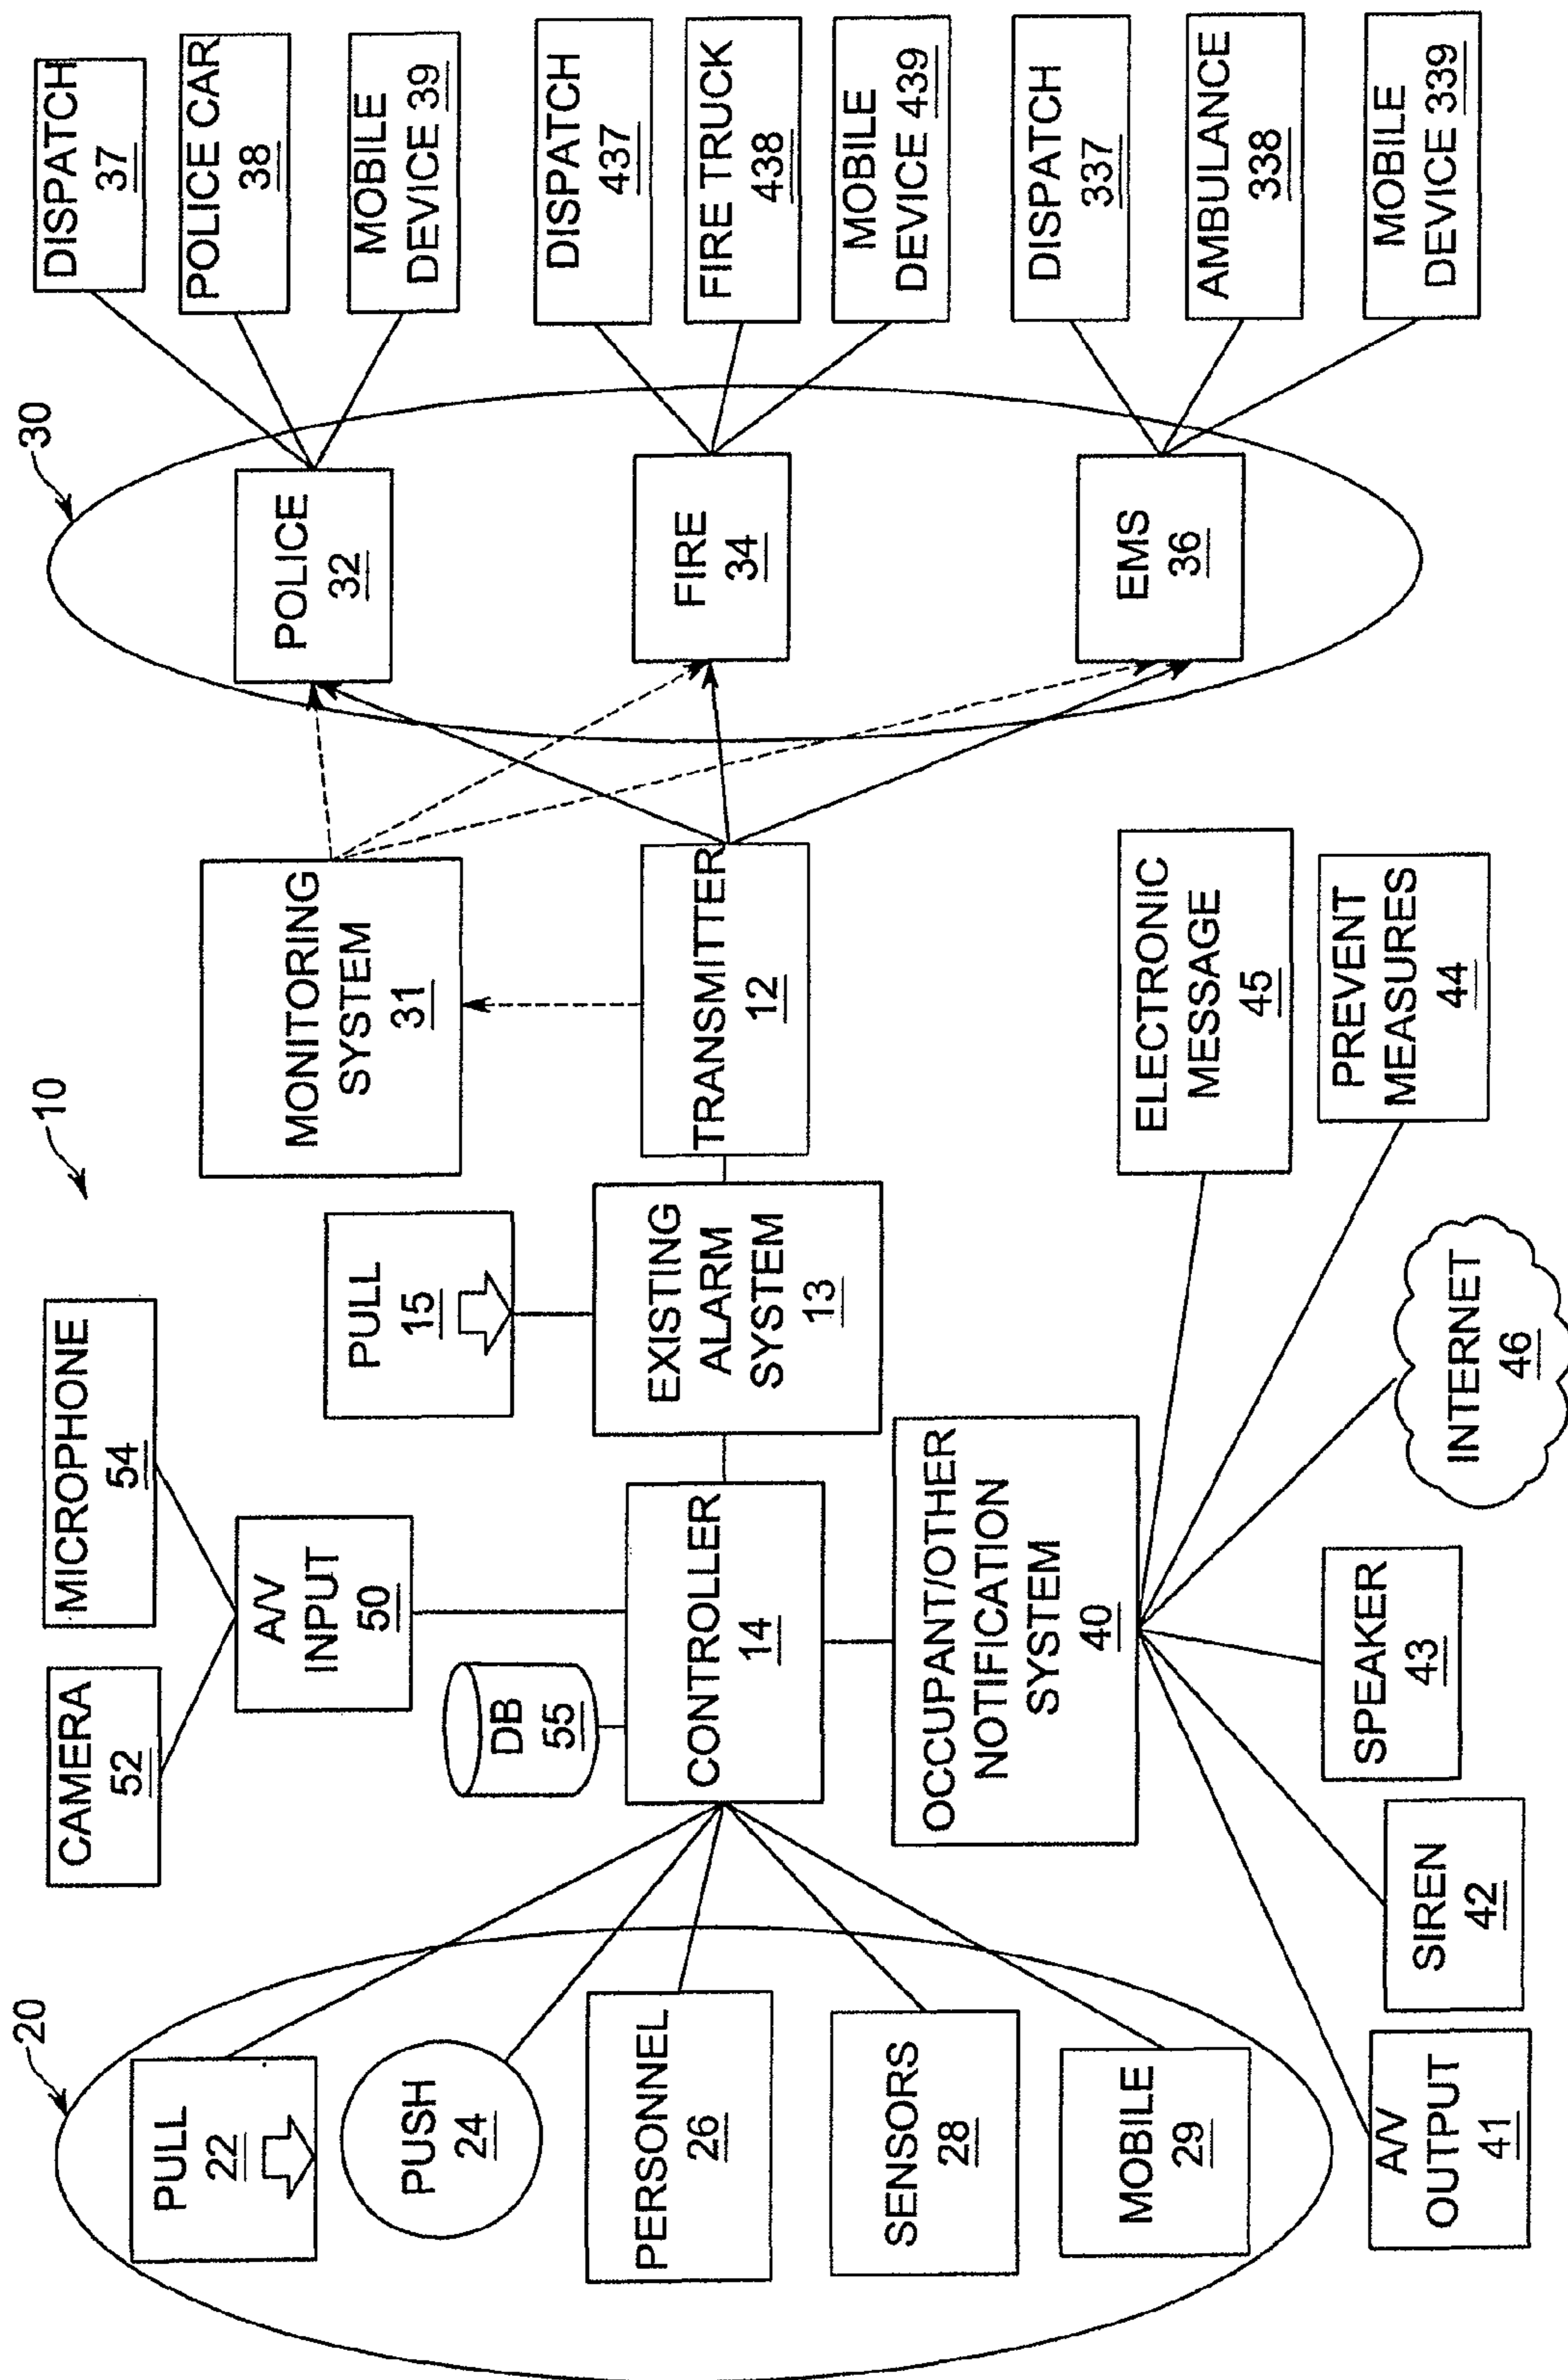 10
20
PULL
22
PUSH
24
PERSONNEL
26
SENSORS
28
MOBILE
29
CAMERA
52
MICROPHONE
54
A/V
INPUT
50
DB
55
CONTROLLER
14
PULL
15
EXISTING
ALARM
SYSTEM
13
MONITORING
SYSTEM
31
TRANSMITTER
12
OCCUPANT/OTHER
NOTIFICATION
SYSTEM
40
A/V
OUTPUT
41
SIREN
42
SPEAKER
43
INTERNET
46
ELECTRONIC
MESSAGE
45
PREVENT
MEASURES
44
30
POLICE
32
FIRE
34
EMS
36
DISPATCH
37
POLICE CAR
38
MOBILE
DEVICE 39
DISPATCH
437
FIRE TRUCK
438
MOBILE
DEVICE 439
DISPATCH
337
AMBULANCE
338
MOBILE
DEVICE 339